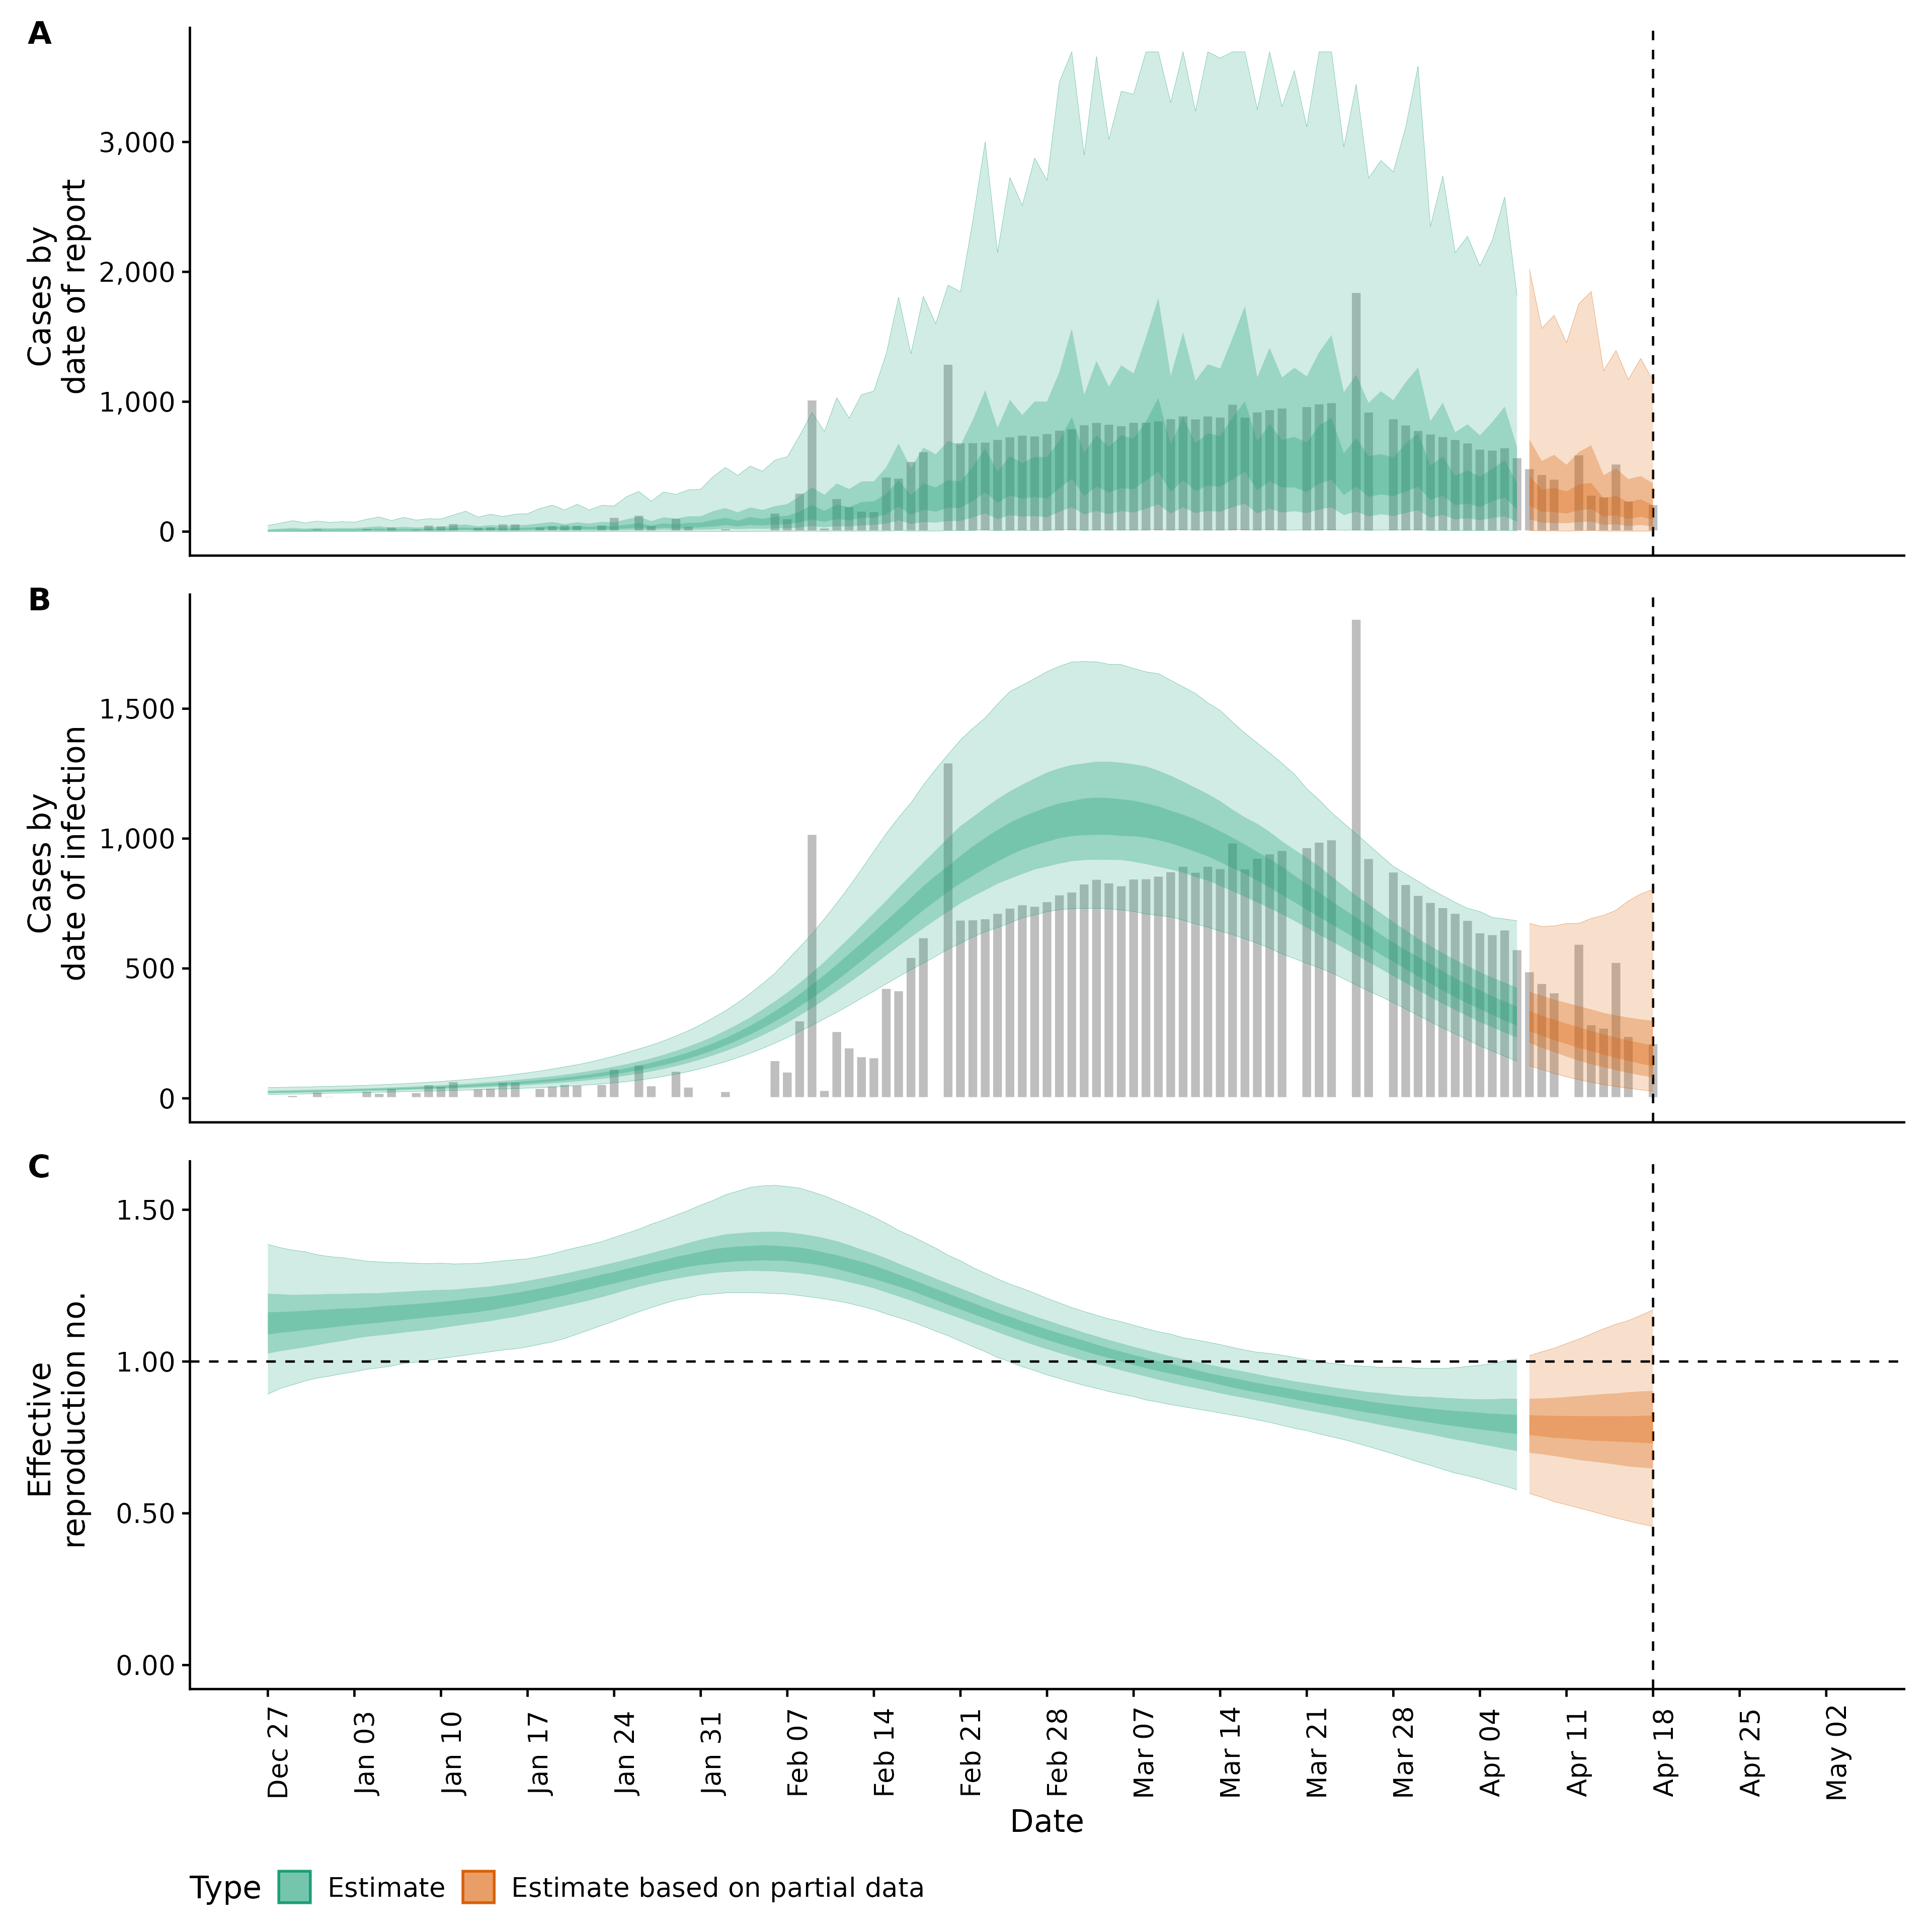 A
Cases by
date of report
3,000
2,000
1,000
0
B
Cases by
date of infection
1,500
1,000
500
0
C
Effective
reproduction no.
1.50
1.00
0.50
0.00
Dec 27
Jan 03
Jan 10
Jan 17
Jan 24
Jan 31
Feb 07
Feb 14
Feb 21
Feb 28
Mar 07
Mar 14
Mar 21
Mar 28
Apr 04
Apr 11
Apr 18
Apr 25
May 02
Date
Type Estimate Estimate based on partial data